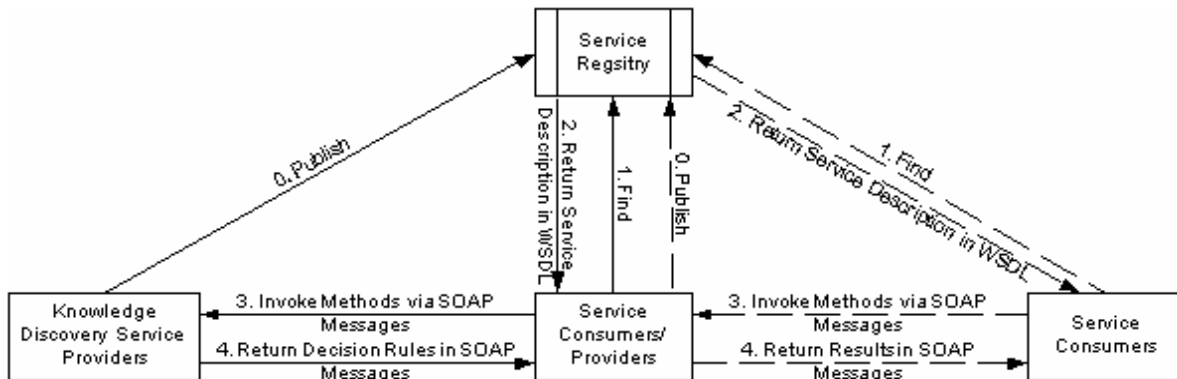 Service
Regsitry
0. Publish
2. Return Service
Description in WSDL
1. Find
0. Publish
1. Find
2. Return Service Description in WSDL
Knowledge
Discovery Service
Providers
3. Invoke Methods via SOAP
Messages
4. Return Decision Rules in SOAP
Messages
Service
Consumers/
Providers
3. Invoke Methods via SOAP
Messages
4. Return Results in SOAP
Messages
Service
Consumers